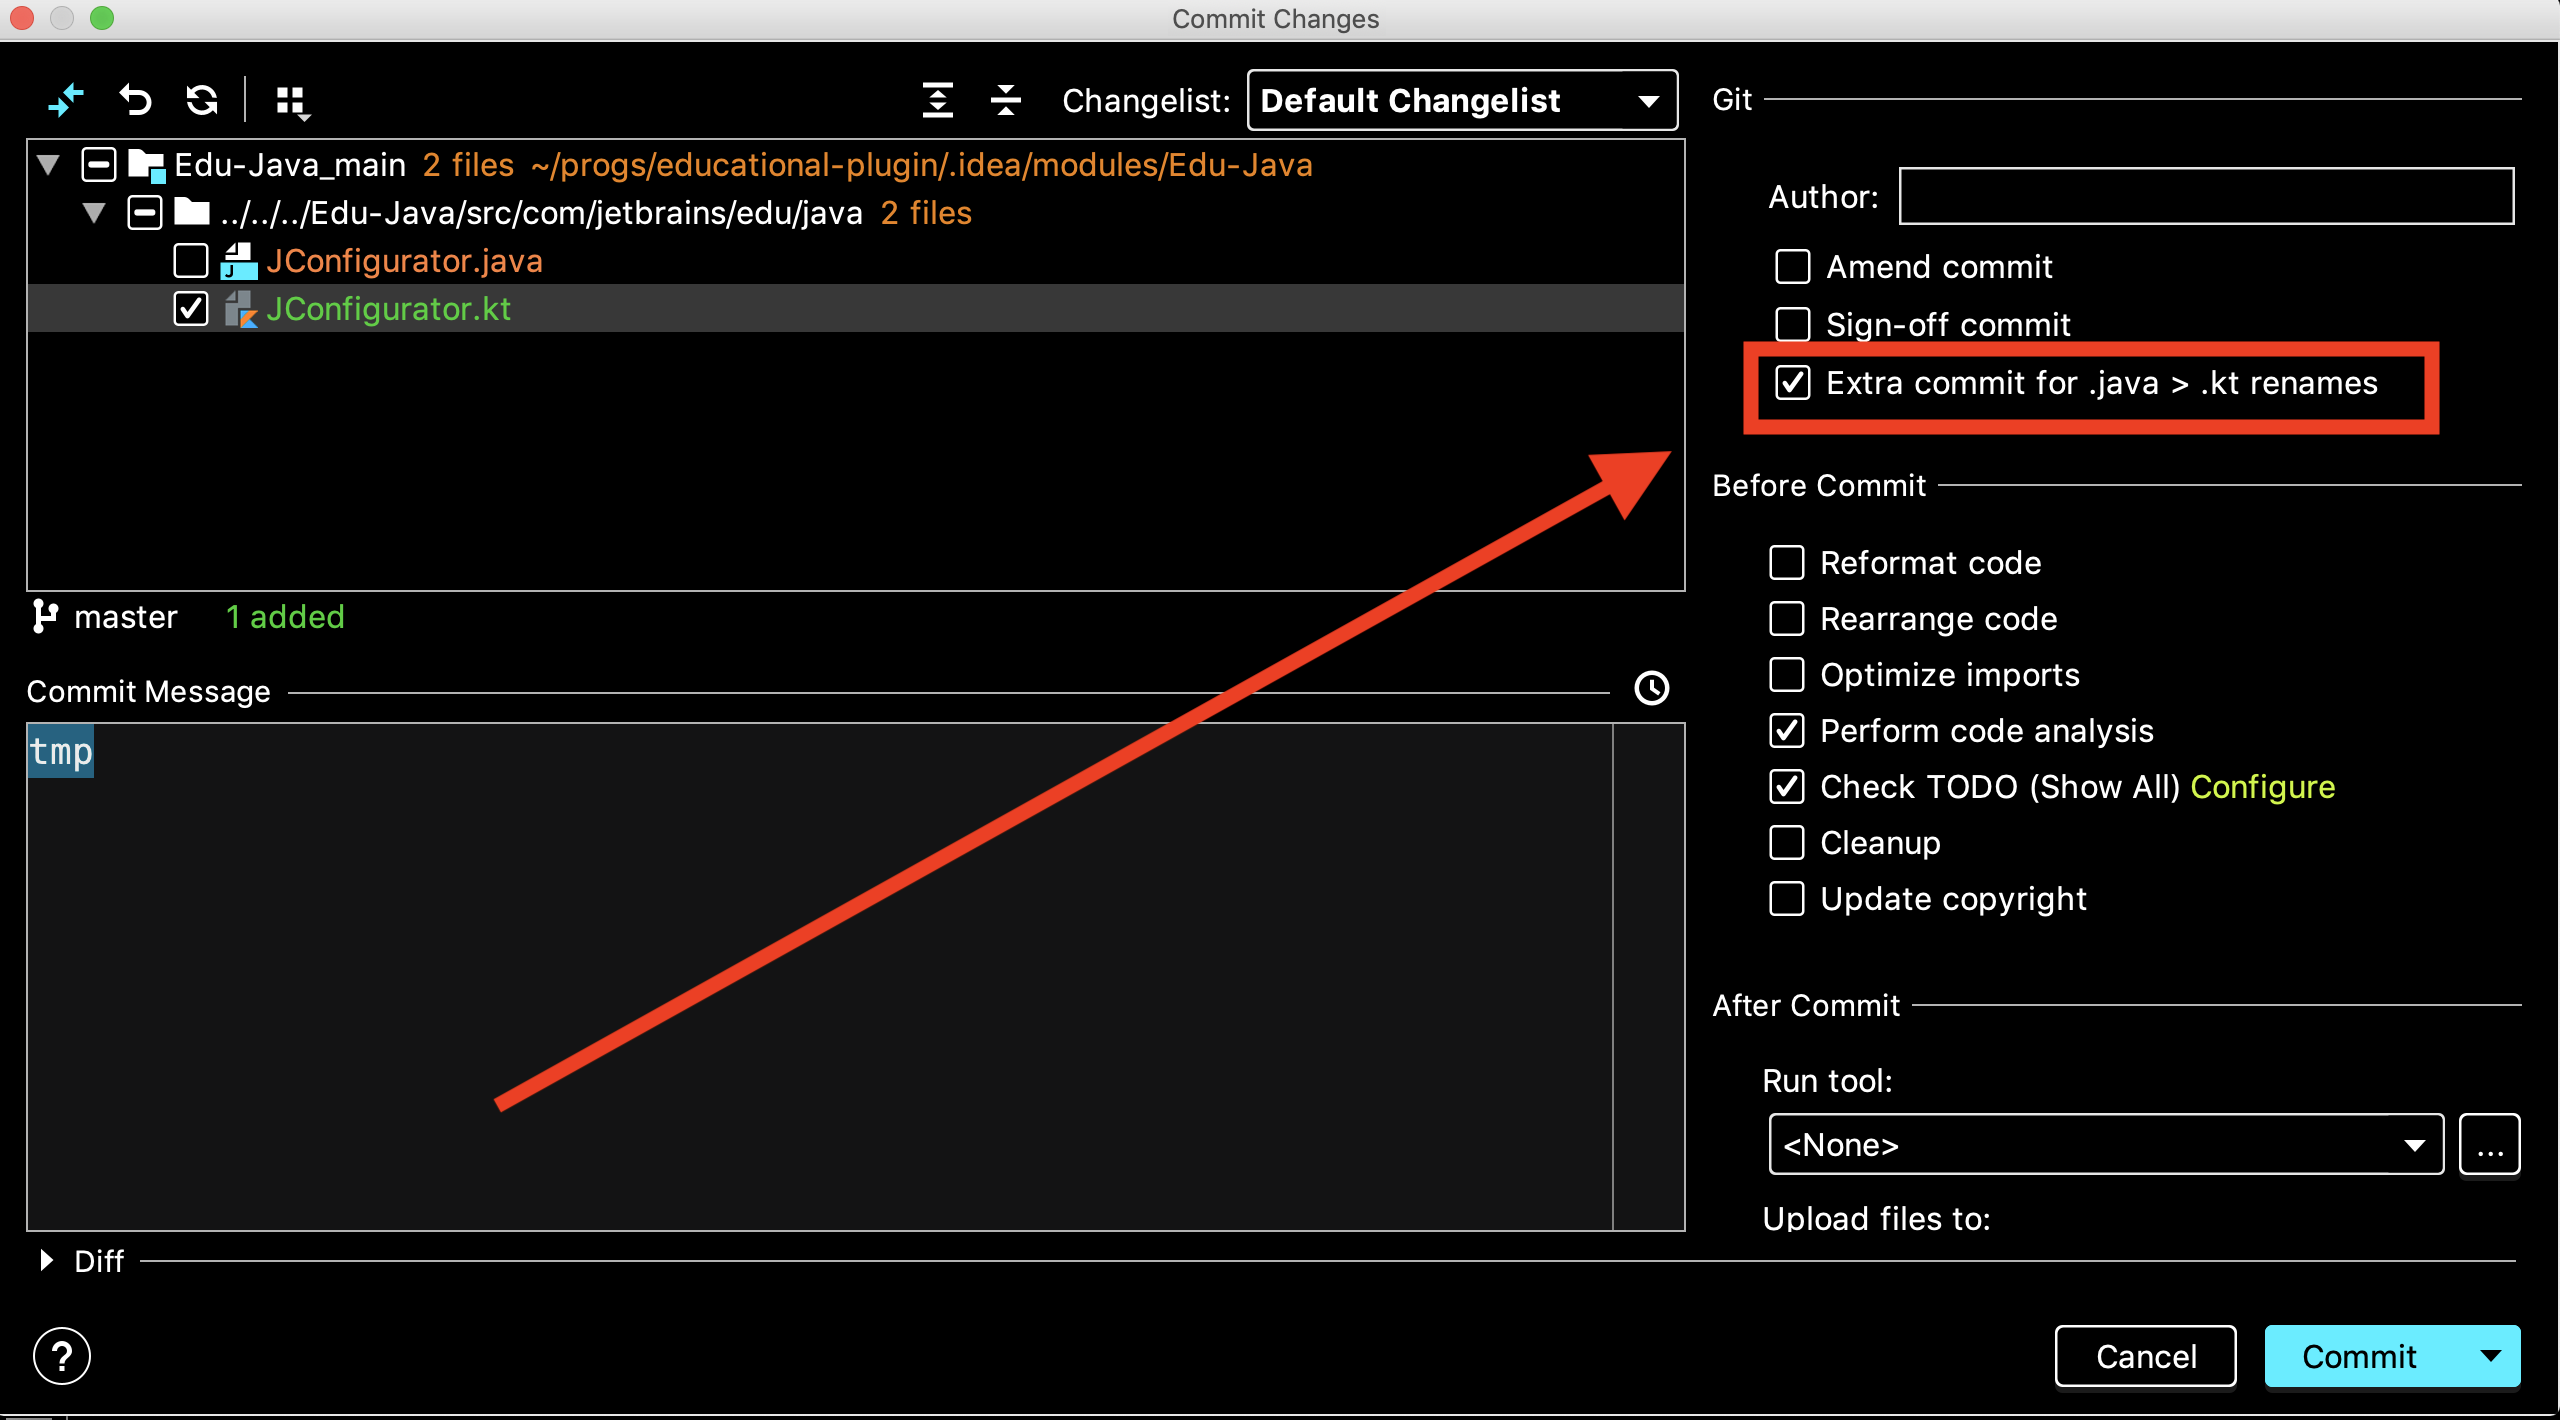 Commit Changes
Changelist: Default Changelist
Edu-Java_main 2 files ~/progs/educational-plugin/.idea/modules/Edu-Java
../../../Edu-Java/src/com/jetbrains/edu/java 2 files
J JConfigurator.java
JConfigurator.kt
master 1 added
Commit Message
tmp
Diff
?
Git
Author:
Amend commit
Sign-off commit
Extra commit for .java > .kt renames
Before Commit
Reformat code
Rearrange code
Optimize imports
Perform code analysis
Check TODO (Show All) Configure
Cleanup
Update copyright
After Commit
Run tool:
<None> ...
Upload files to:
Cancel Commit